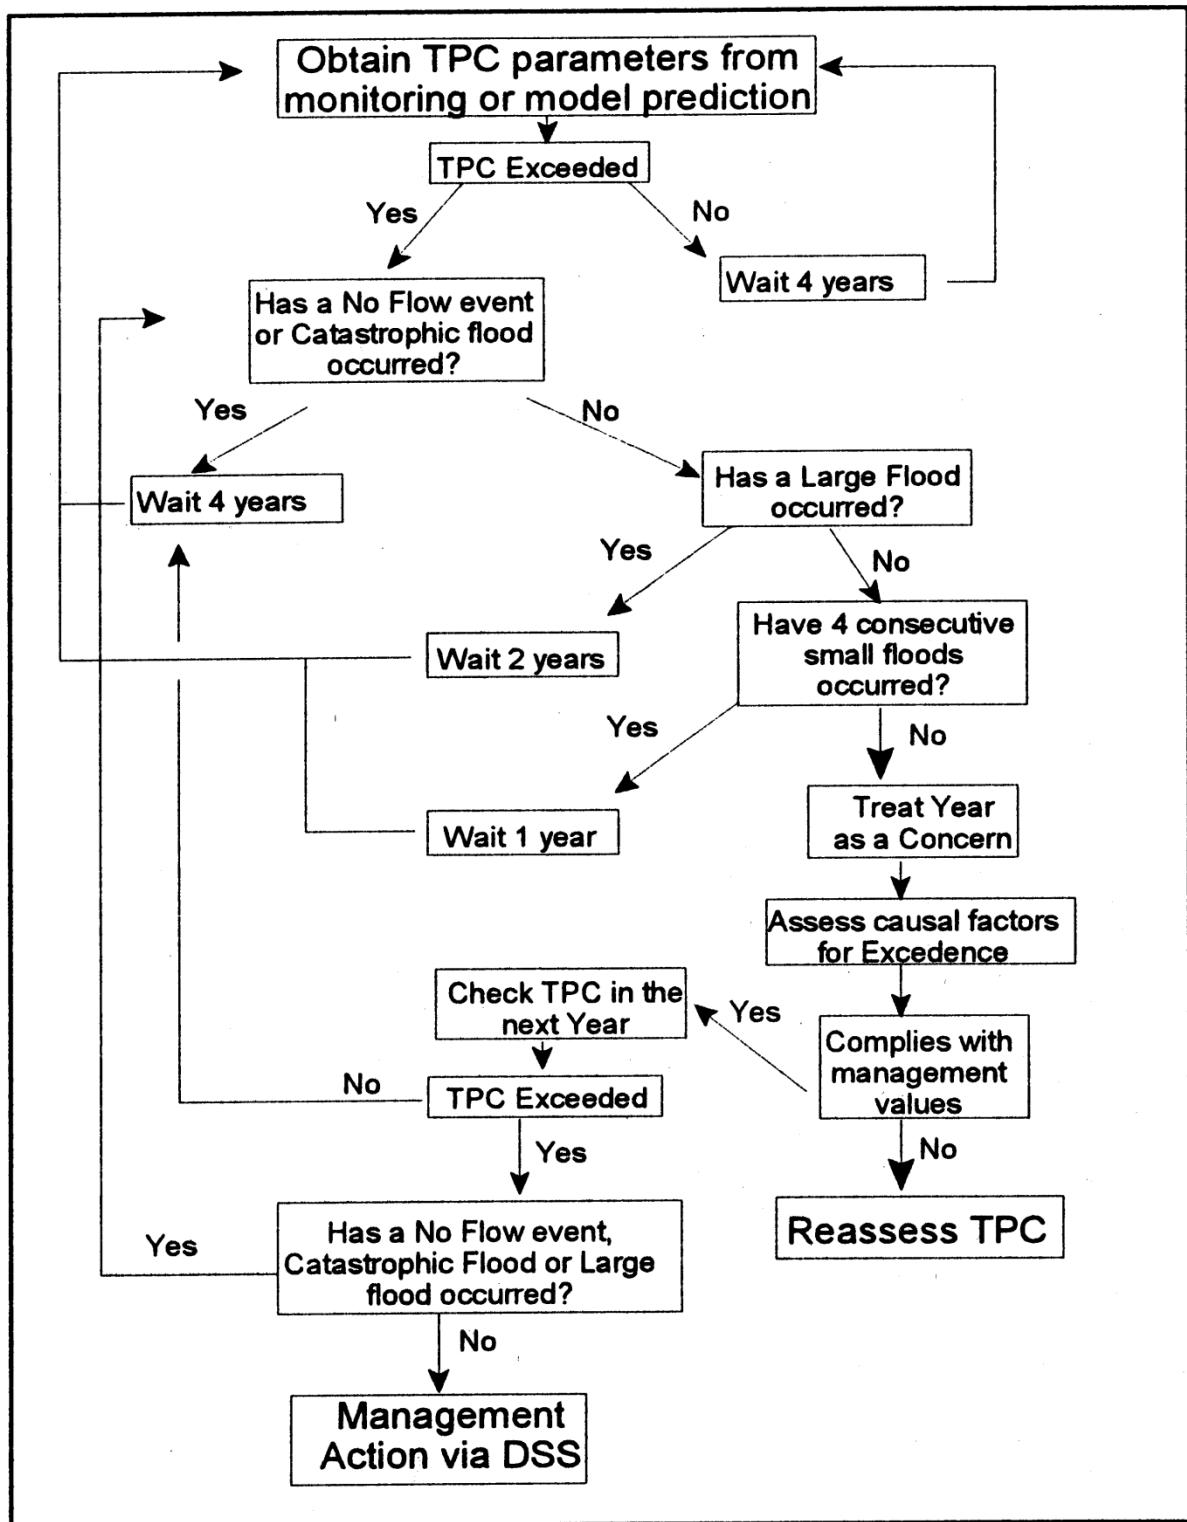 Obtain TPC parameters from
monitoring or model prediction
TPC Exceeded
Yes
No
Wait 4 years
Has a No Flow event
or Catastrophic flood
occurred?
Yes
No
Wait 4 years
Has a Large Flood
occurred?
Yes
No
Wait 2 years
Have 4 consecutive
small floods
occurred?
Yes
No
Wait 1 year
Treat Year
as a Concern
Assess causal factors
for Excedence
Check TPC in the
next Year
Yes
Complies with
management
values
No
TPC Exceeded
Yes
No
Reassess TPC
Has a No Flow event,
Catastrophic Flood or Large
flood occurred?
Yes
No
Management
Action via DSS